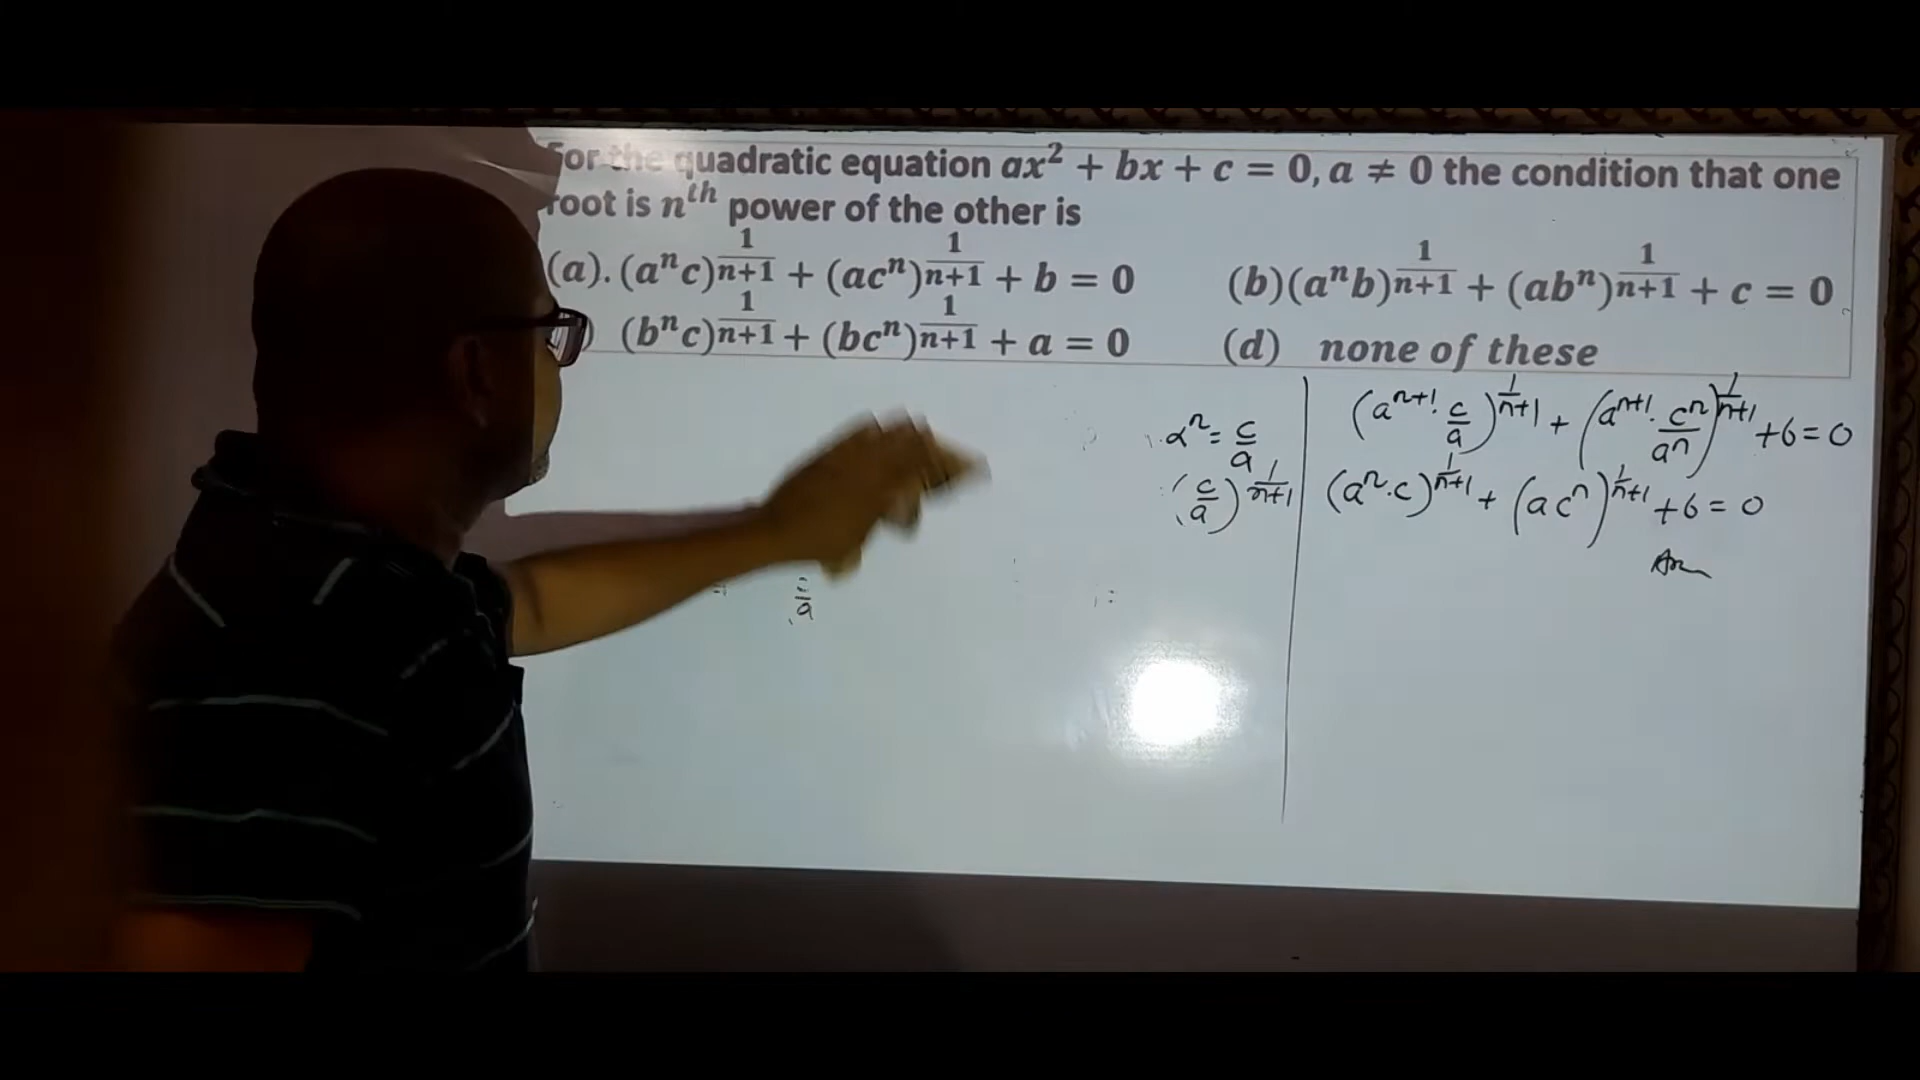 For the quadratic equation ax² + bx + c = 0, a ≠ 0 the condition that one
root is nᵗʰ power of the other is
(a). (aⁿc)^(1/(n+1)) + (acⁿ)^(1/(n+1)) + b = 0 (b)(aⁿb)^(1/(n+1)) + (abⁿ)^(1/(n+1)) + c = 0
) (bⁿc)^(1/(n+1)) + (bcⁿ)^(1/(n+1)) + a = 0 (d) none of these
αⁿ = c/a
(c/a)^(1/(n+1))
c/a
(aⁿ⁺¹·c/a)^(1/(n+1)) + (aⁿ⁺¹·cⁿ/aⁿ)^(1/(n+1)) + b = 0
(aⁿ·c)^(1/(n+1)) + (acⁿ)^(1/(n+1)) + b = 0
Ans